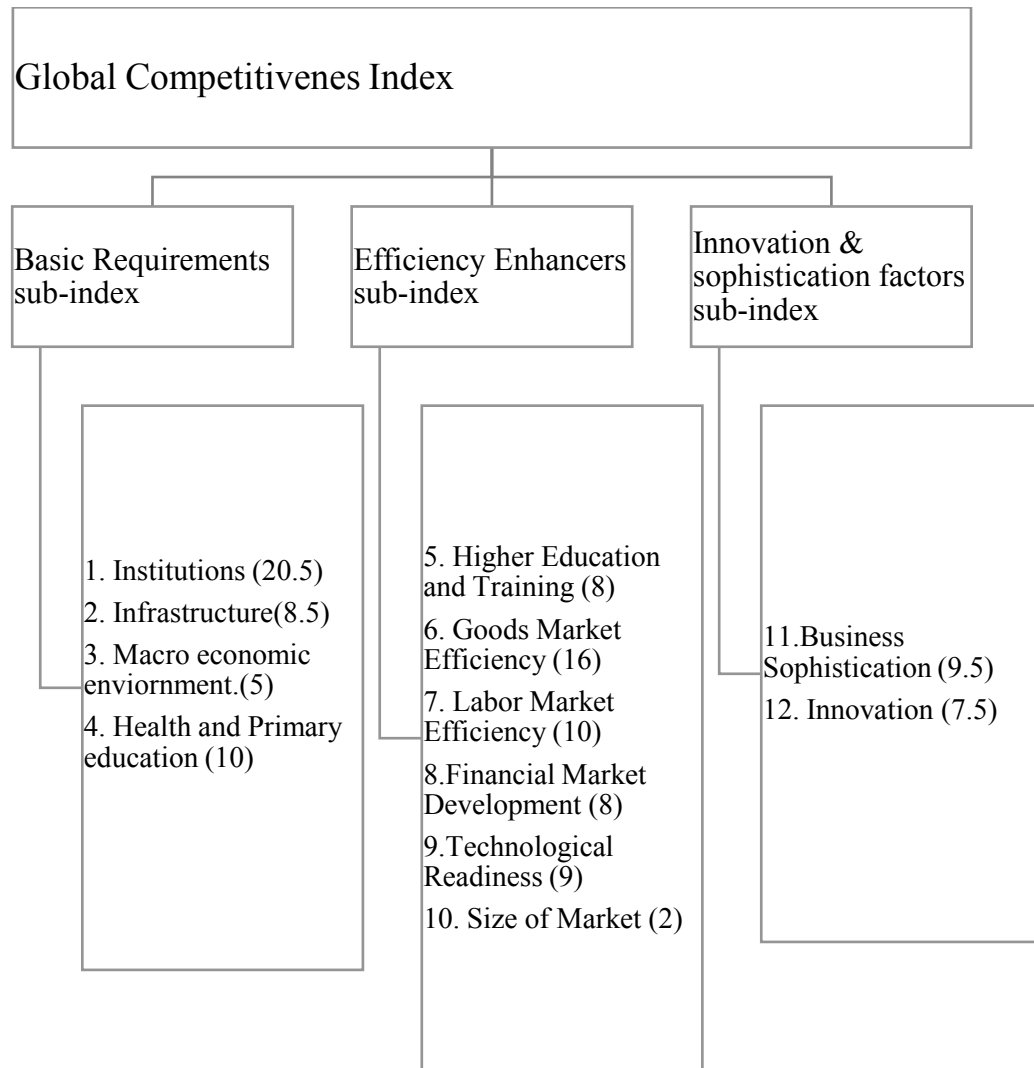 Global Competitivenes Index
Basic Requirements
sub-index
Efficiency Enhancers
sub-index
Innovation &
sophistication factors
sub-index
1. Institutions (20.5)
2. Infrastructure(8.5)
3. Macro economic
enviornment.(5)
4. Health and Primary
education (10)
5. Higher Education
and Training (8)
6. Goods Market
Efficiency (16)
7. Labor Market
Efficiency (10)
8.Financial Market
Development (8)
9.Technological
Readiness (9)
10. Size of Market (2)
11.Business
Sophistication (9.5)
12. Innovation (7.5)